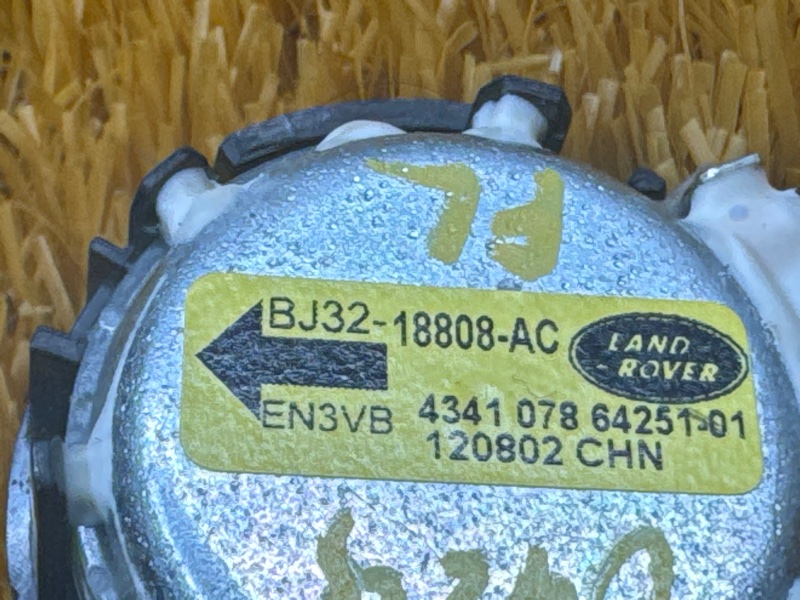 BJ32-18808-AC
LAND
-ROVER
EN3VB 4341 078 64251-01
120802 CHN